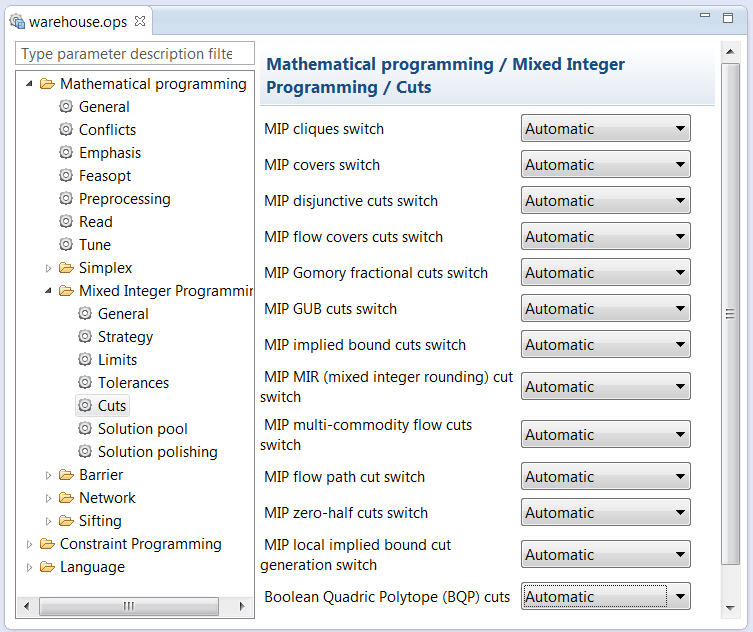 warehouse.ops
Type parameter description filte
Mathematical programming
General
Conflicts
Emphasis
Feasopt
Preprocessing
Read
Tune
Simplex
Mixed Integer Programmin
General
Strategy
Limits
Tolerances
Cuts
Solution pool
Solution polishing
Barrier
Network
Sifting
Constraint Programming
Language
Mathematical programming / Mixed Integer
Programming / Cuts
MIP cliques switch Automatic
MIP covers switch Automatic
MIP disjunctive cuts switch Automatic
MIP flow covers cuts switch Automatic
MIP Gomory fractional cuts switch Automatic
MIP GUB cuts switch Automatic
MIP implied bound cuts switch Automatic
MIP MIR (mixed integer rounding) cut
switch Automatic
MIP multi-commodity flow cuts
switch Automatic
MIP flow path cut switch Automatic
MIP zero-half cuts switch Automatic
MIP local implied bound cut
generation switch Automatic
Boolean Quadric Polytope (BQP) cuts Automatic